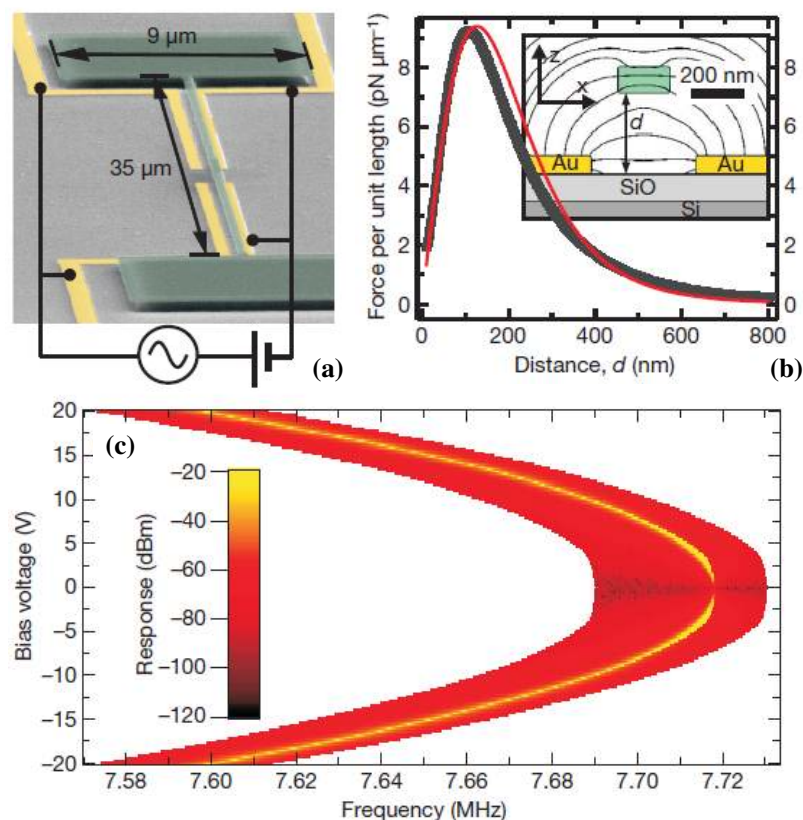 9 µm
35 µm
(a)
Force per unit length (pN µm⁻¹)
8
6
4
2
0
8
6
4
2
0
0
200
400
600
800
Distance, d (nm)
z
x
200 nm
d
Au
Au
SiO
Si
(b)
(c)
Bias voltage (V)
20
15
10
5
0
−5
−10
−15
−20
Response (dBm)
−20
−40
−60
−80
−100
−120
7.58
7.60
7.62
7.64
7.66
7.68
7.70
7.72
Frequency (MHz)